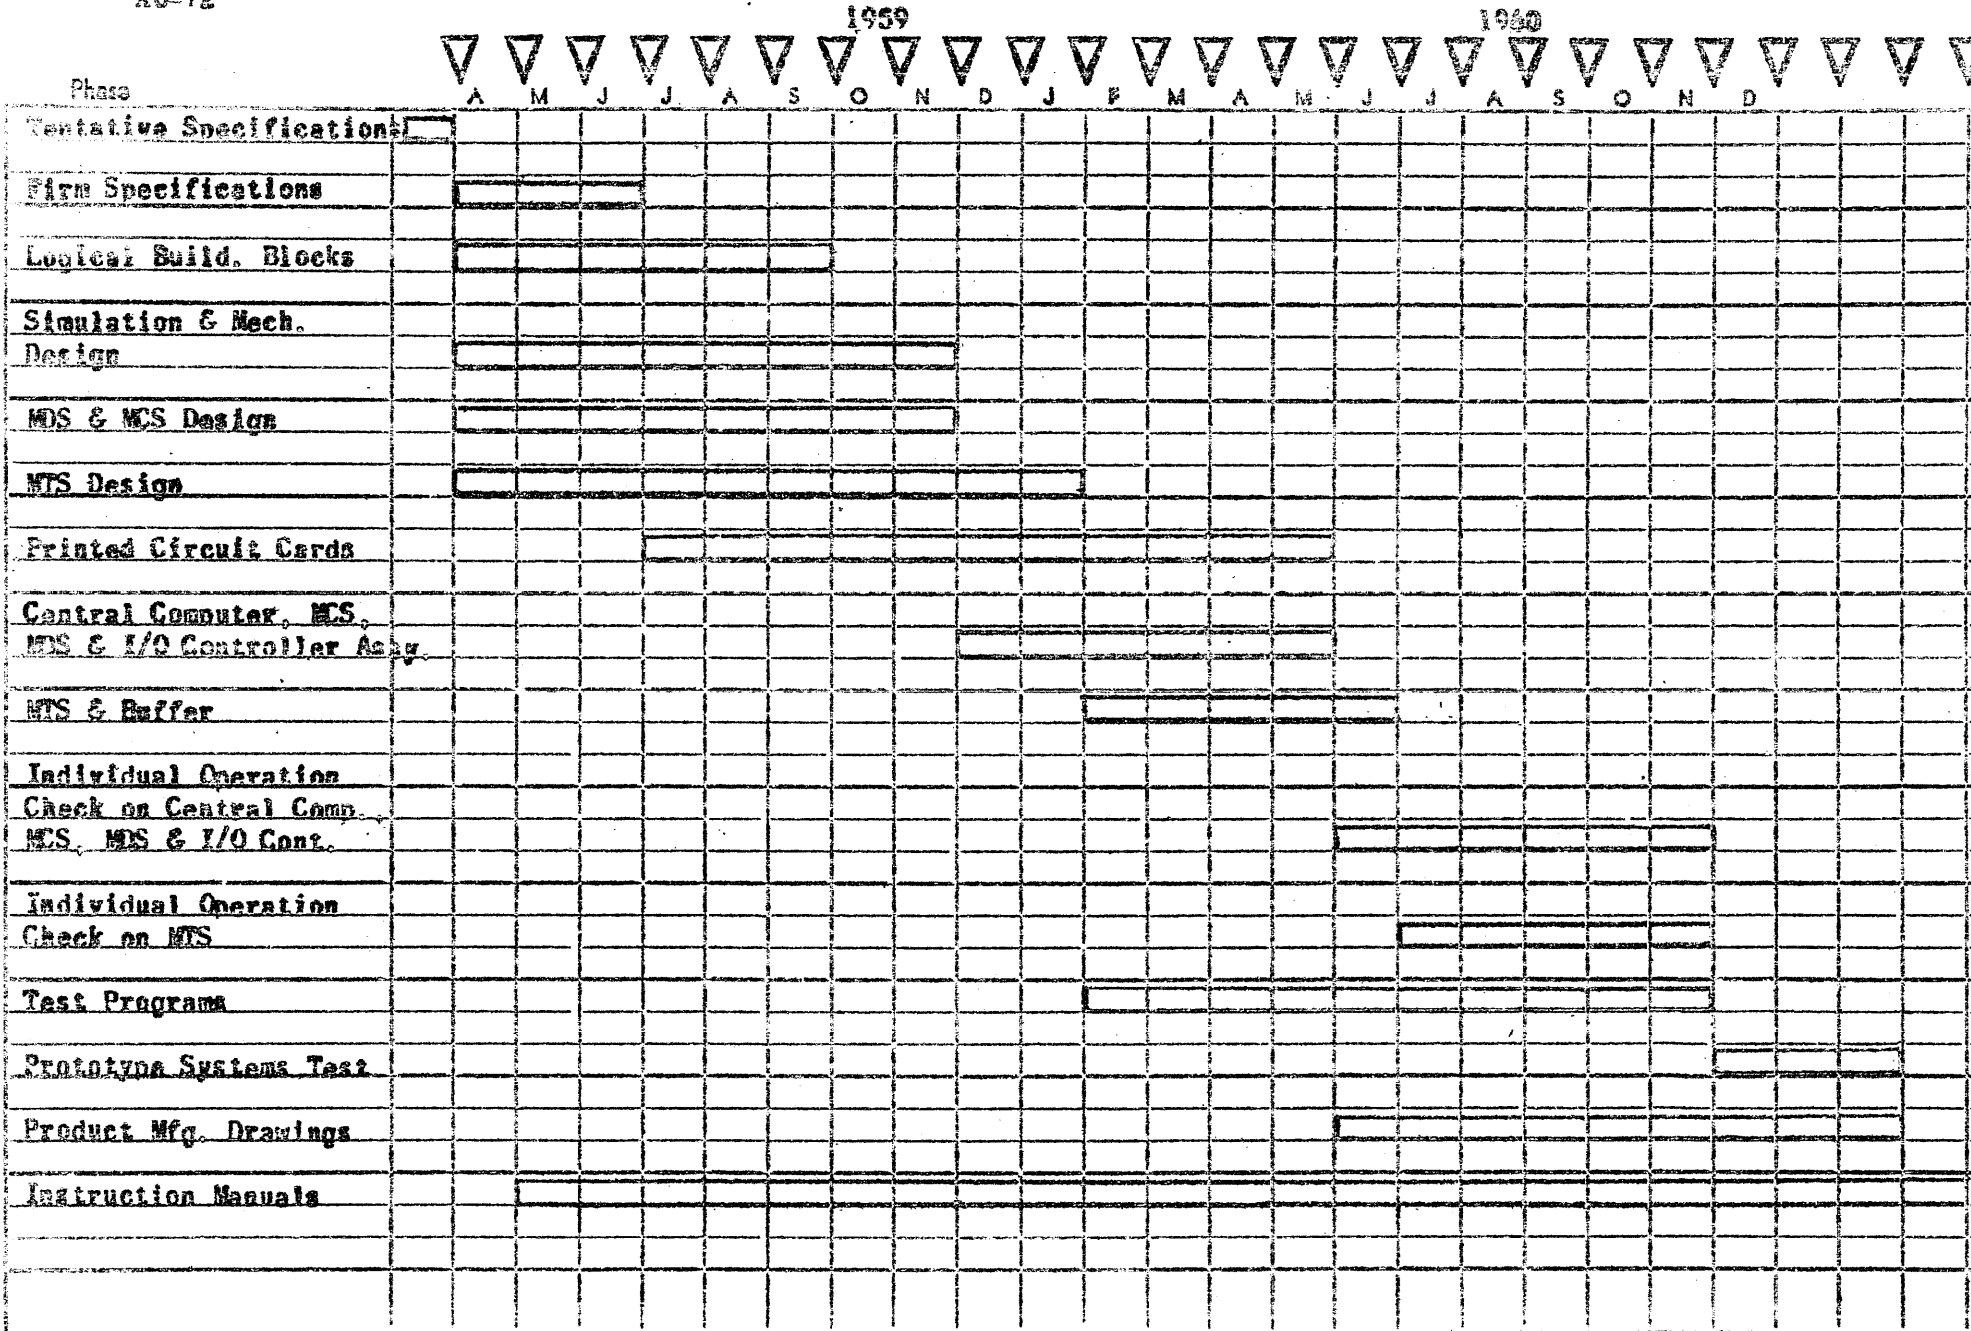 1959
1960
Phase
A M J J A S O N D J F M A M J J A S O N D
Tentative Specifications
Firm Specifications
Logical Build. Blocks
Simulation & Mech.
Design
MDS & MCS Design
MTS Design
Printed Circuit Cards
Central Computer, MCS,
MDS & I/O Controller Assy.
MTS & Buffer
Individual Operation
Check on Central Comp.,
MCS, MDS & I/O Cont.
Individual Operation
Check on MTS
Test Programs
Prototype Systems Test
Product Mfg. Drawings
Instruction Manuals